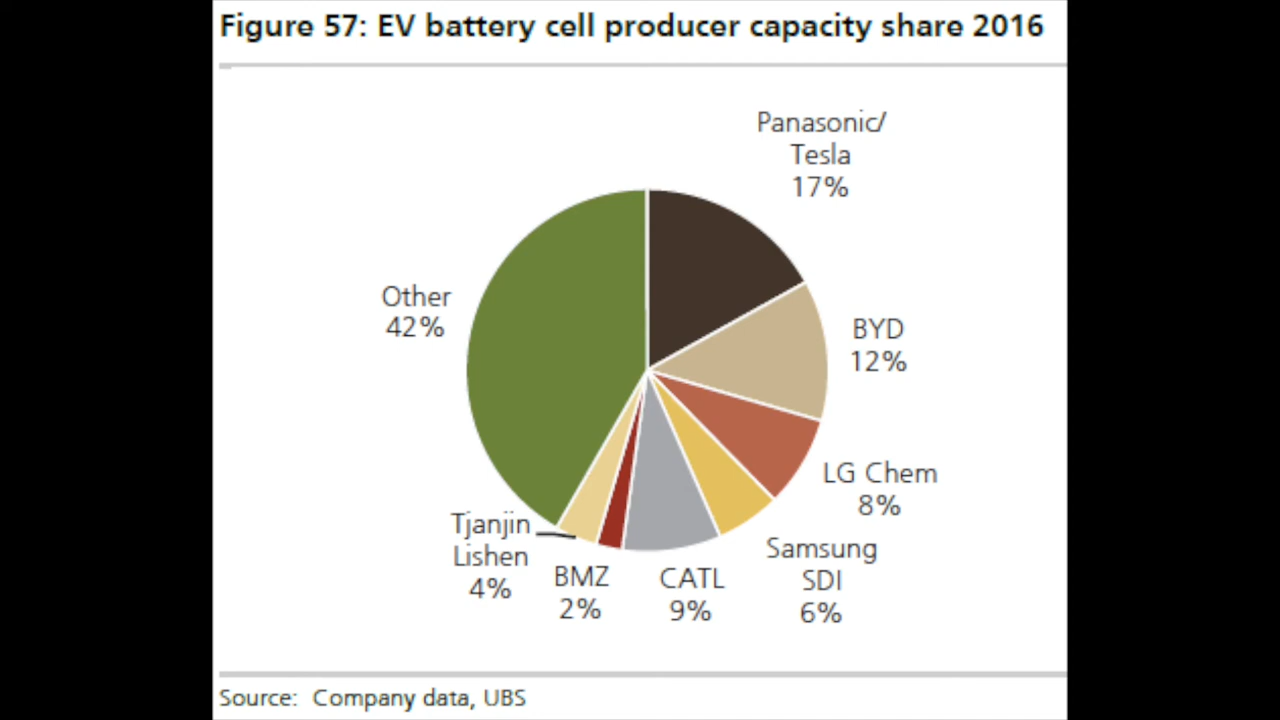 Figure 57: EV battery cell producer capacity share 2016
Panasonic/
Tesla
17%
BYD
12%
LG Chem
8%
Samsung
SDI
6%
CATL
9%
BMZ
2%
Tjanjin
Lishen
4%
Other
42%
Source: Company data, UBS